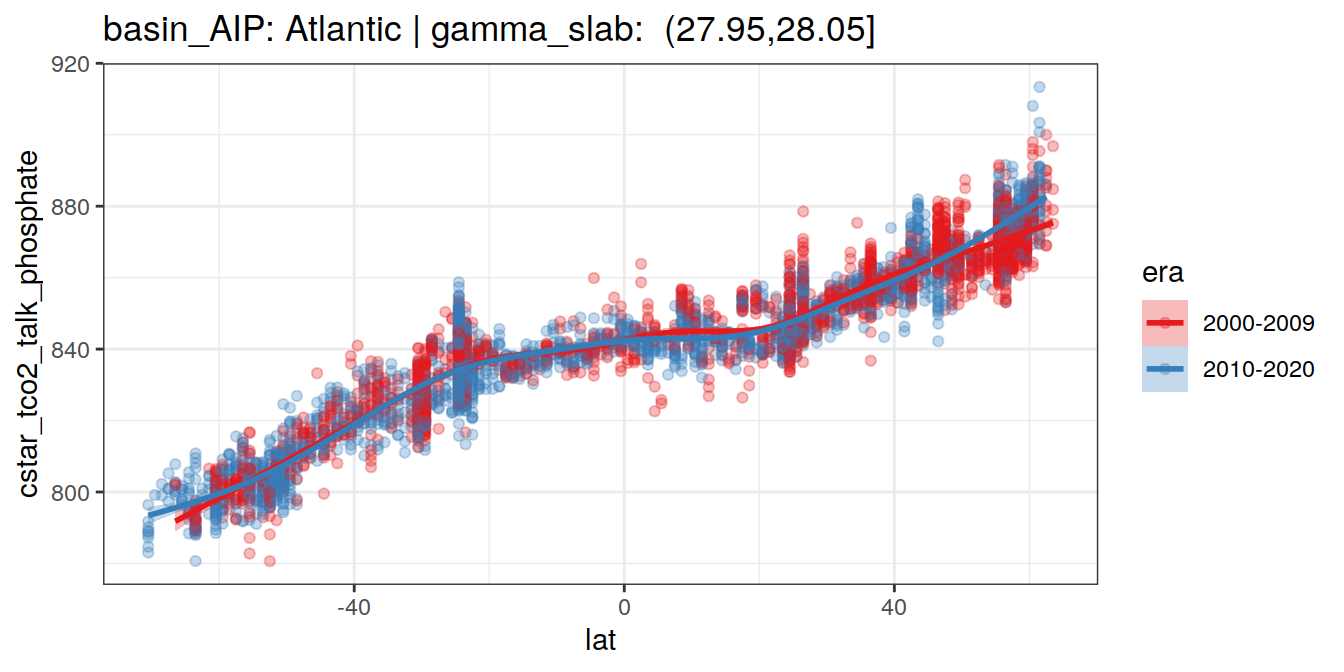 basin_AIP: Atlantic | gamma_slab:  (27.95,28.05]
920
880
840
800
cstar_tco2_talk_phosphate
-40
0
40
lat
era
2000-2009
2010-2020